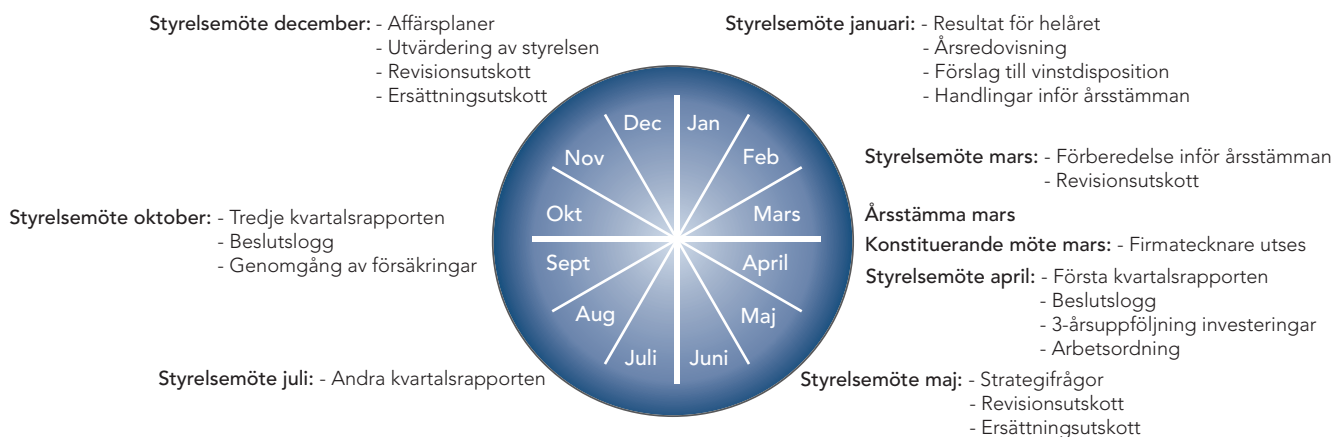 Styrelsemöte december: - Affärsplaner
- Utvärdering av styrelsen
- Revisionsutskott
- Ersättningsutskott
Styrelsemöte januari: - Resultat för helåret
- Årsredovisning
- Förslag till vinstdisposition
- Handlingar inför årsstämman
Styrelsemöte mars: - Förberedelse inför årsstämman
- Revisionsutskott
Årsstämma mars
Konstituerande möte mars: - Firmatecknare utses
Styrelsemöte april: - Första kvartalsrapporten
- Beslutslogg
- 3-årsuppföljning investeringar
- Arbetsordning
Styrelsemöte maj: - Strategifrågor
- Revisionsutskott
- Ersättningsutskott
Styrelsemöte juli: - Andra kvartalsrapporten
Styrelsemöte oktober: - Tredje kvartalsrapporten
- Beslutslogg
- Genomgång av försäkringar
Jan
Feb
Mars
April
Maj
Juni
Juli
Aug
Sept
Okt
Nov
Dec